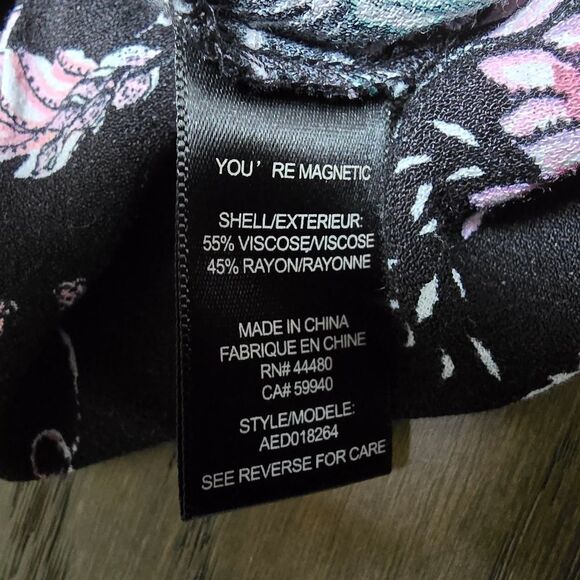 YOU' RE MAGNETIC
SHELL/EXTERIEUR:
55% VISCOSE/VISCOSE
45% RAYON/RAYONNE
MADE IN CHINA
FABRIQUE EN CHINE
RN# 44480
CA# 59940
STYLE/MODELE:
AED018264
SEE REVERSE FOR CARE